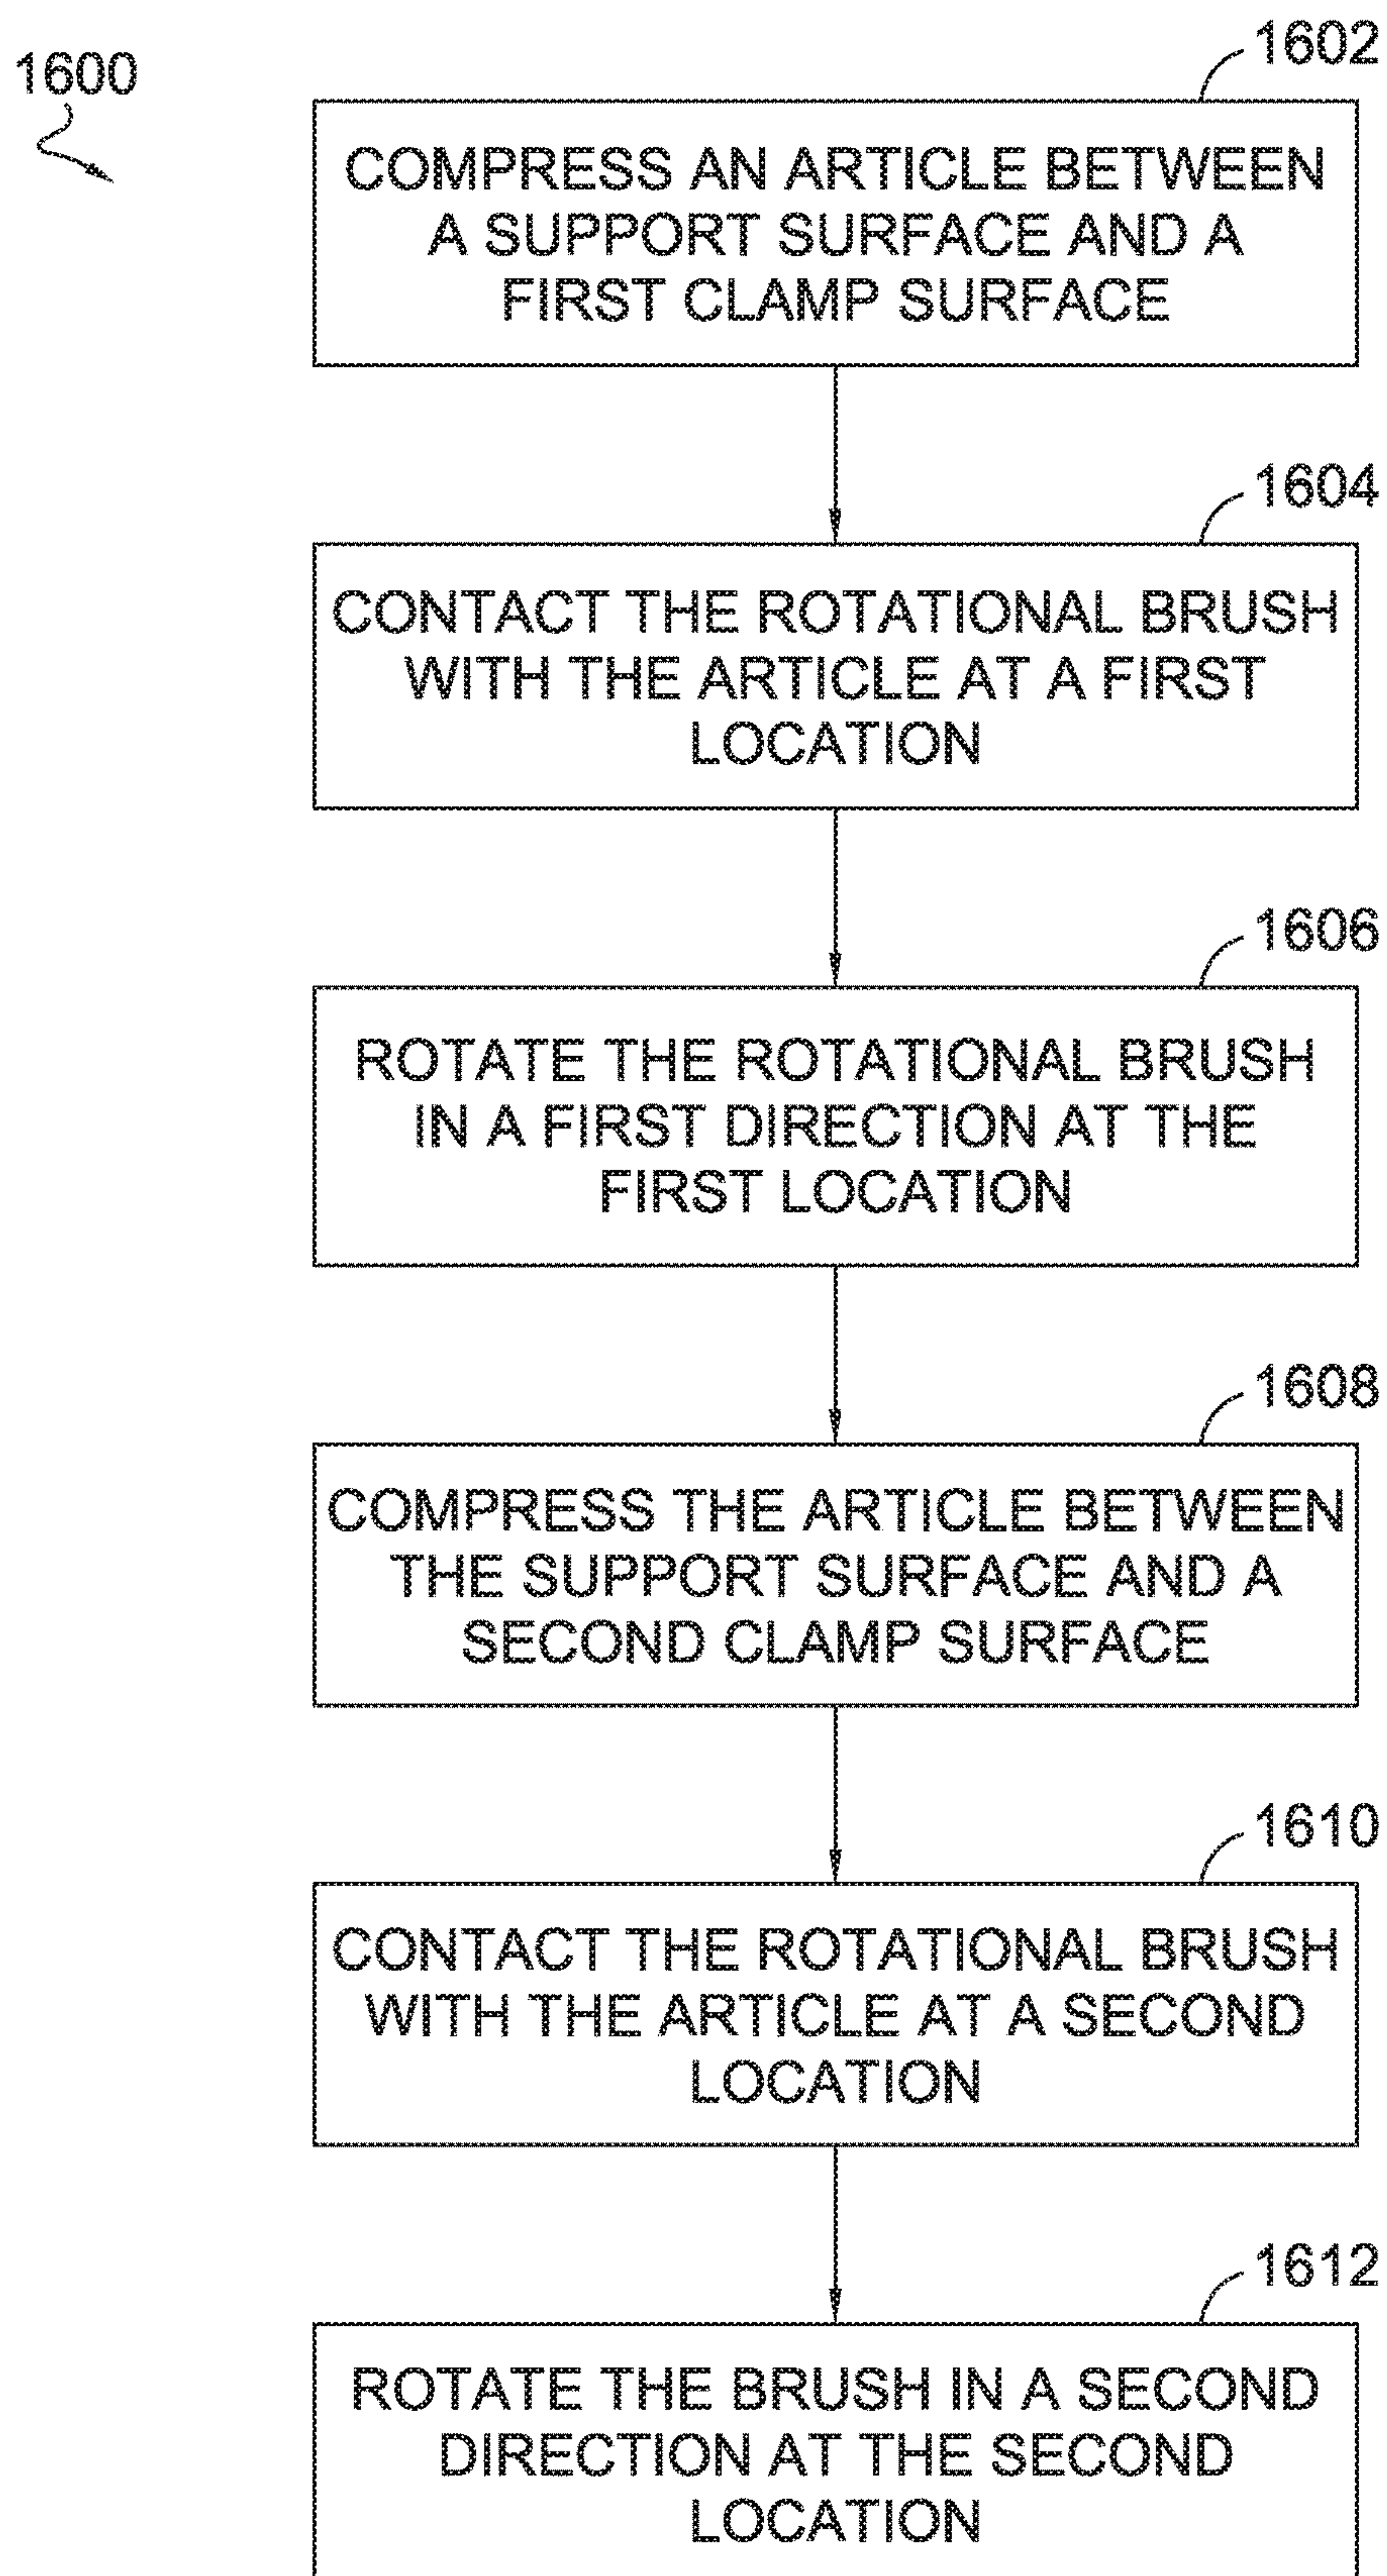 1600
1602
COMPRESS AN ARTICLE BETWEEN
A SUPPORT SURFACE AND A
FIRST CLAMP SURFACE
1604
CONTACT THE ROTATIONAL BRUSH
WITH THE ARTICLE AT A FIRST
LOCATION
1606
ROTATE THE ROTATIONAL BRUSH
IN A FIRST DIRECTION AT THE
FIRST LOCATION
1608
COMPRESS THE ARTICLE BETWEEN
THE SUPPORT SURFACE AND A
SECOND CLAMP SURFACE
1610
CONTACT THE ROTATIONAL BRUSH
WITH THE ARTICLE AT A SECOND
LOCATION
1612
ROTATE THE BRUSH IN A SECOND
DIRECTION AT THE SECOND
LOCATION